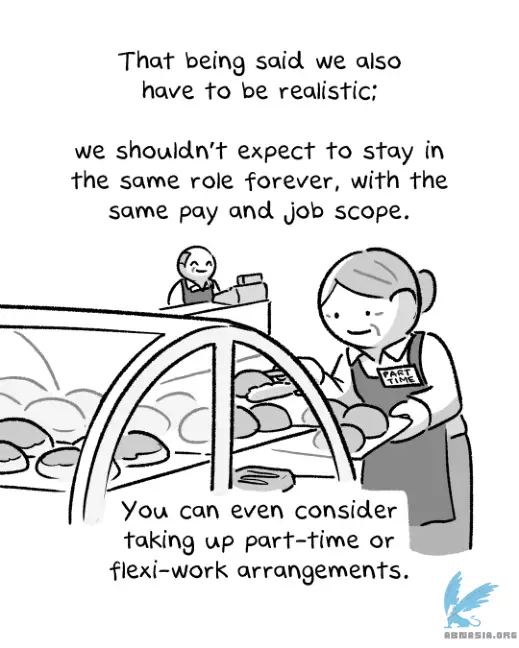 That being said we also
have to be realistic;
we shouldn't expect to stay in
the same role forever, with the
same pay and job scope.
PART
TIME
You can even consider
taking up part-time or
flexi-work arrangements.
ABMASIA.ORG